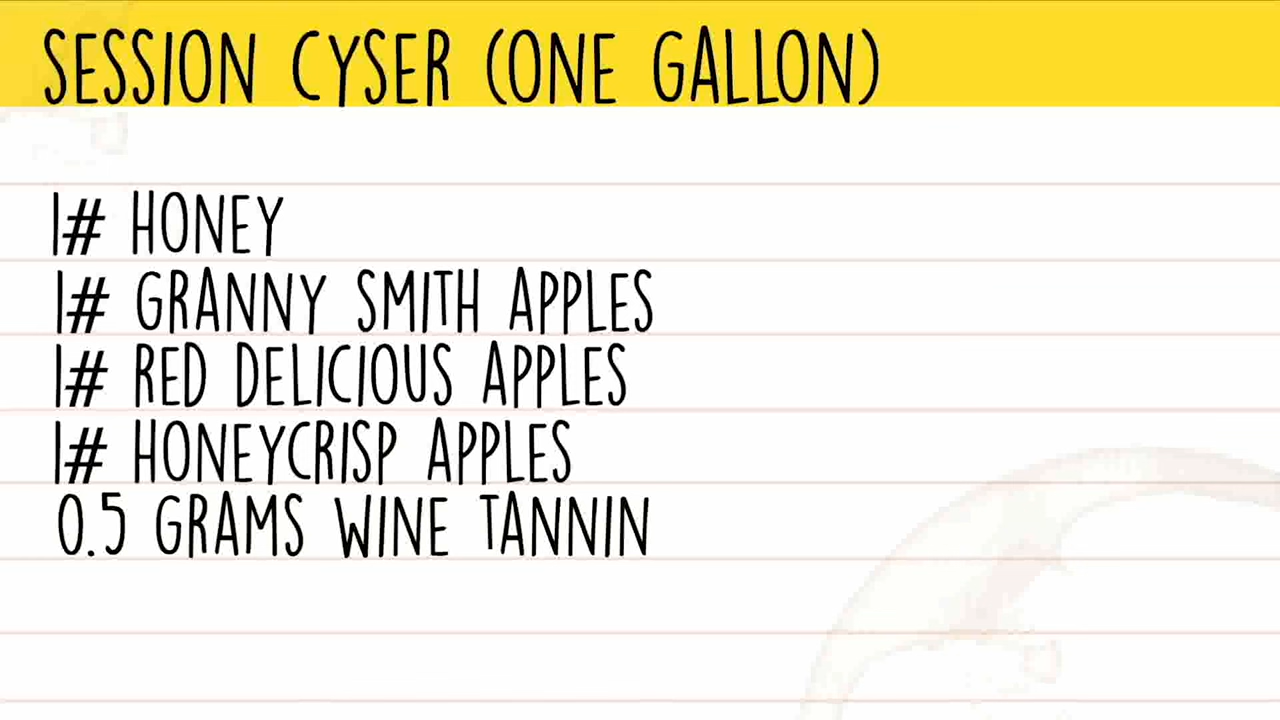 SESSION CYSER (ONE GALLON)
1# HONEY
1# GRANNY SMITH APPLES
1# RED DELICIOUS APPLES
1# HONEYCRISP APPLES
0.5 GRAMS WINE TANNIN